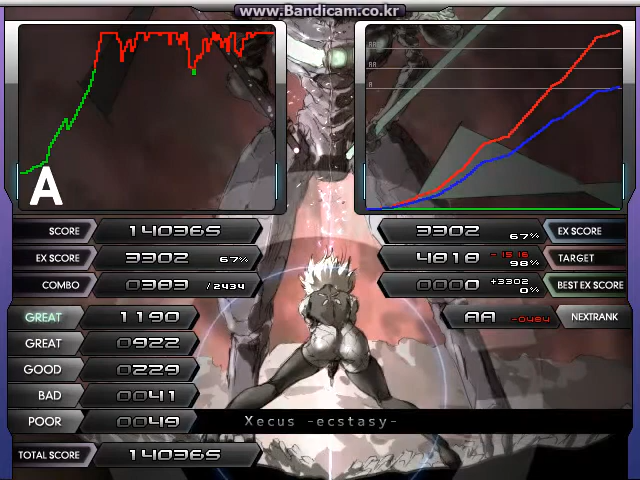 www.Bandicam.co.kr
AA
AA
A
A
SCORE 140365
EX SCORE 3302 67%
COMBO 0383 /2434
3302 67% EX SCORE
4818 -1516 98% TARGET
0000 +3302 0% BEST EX SCORE
AA -0484 NEXTRANK
GREAT 1190
GREAT 0922
GOOD 0229
BAD 0041
POOR 0049
Xecus -ecstasy-
TOTAL SCORE 140365